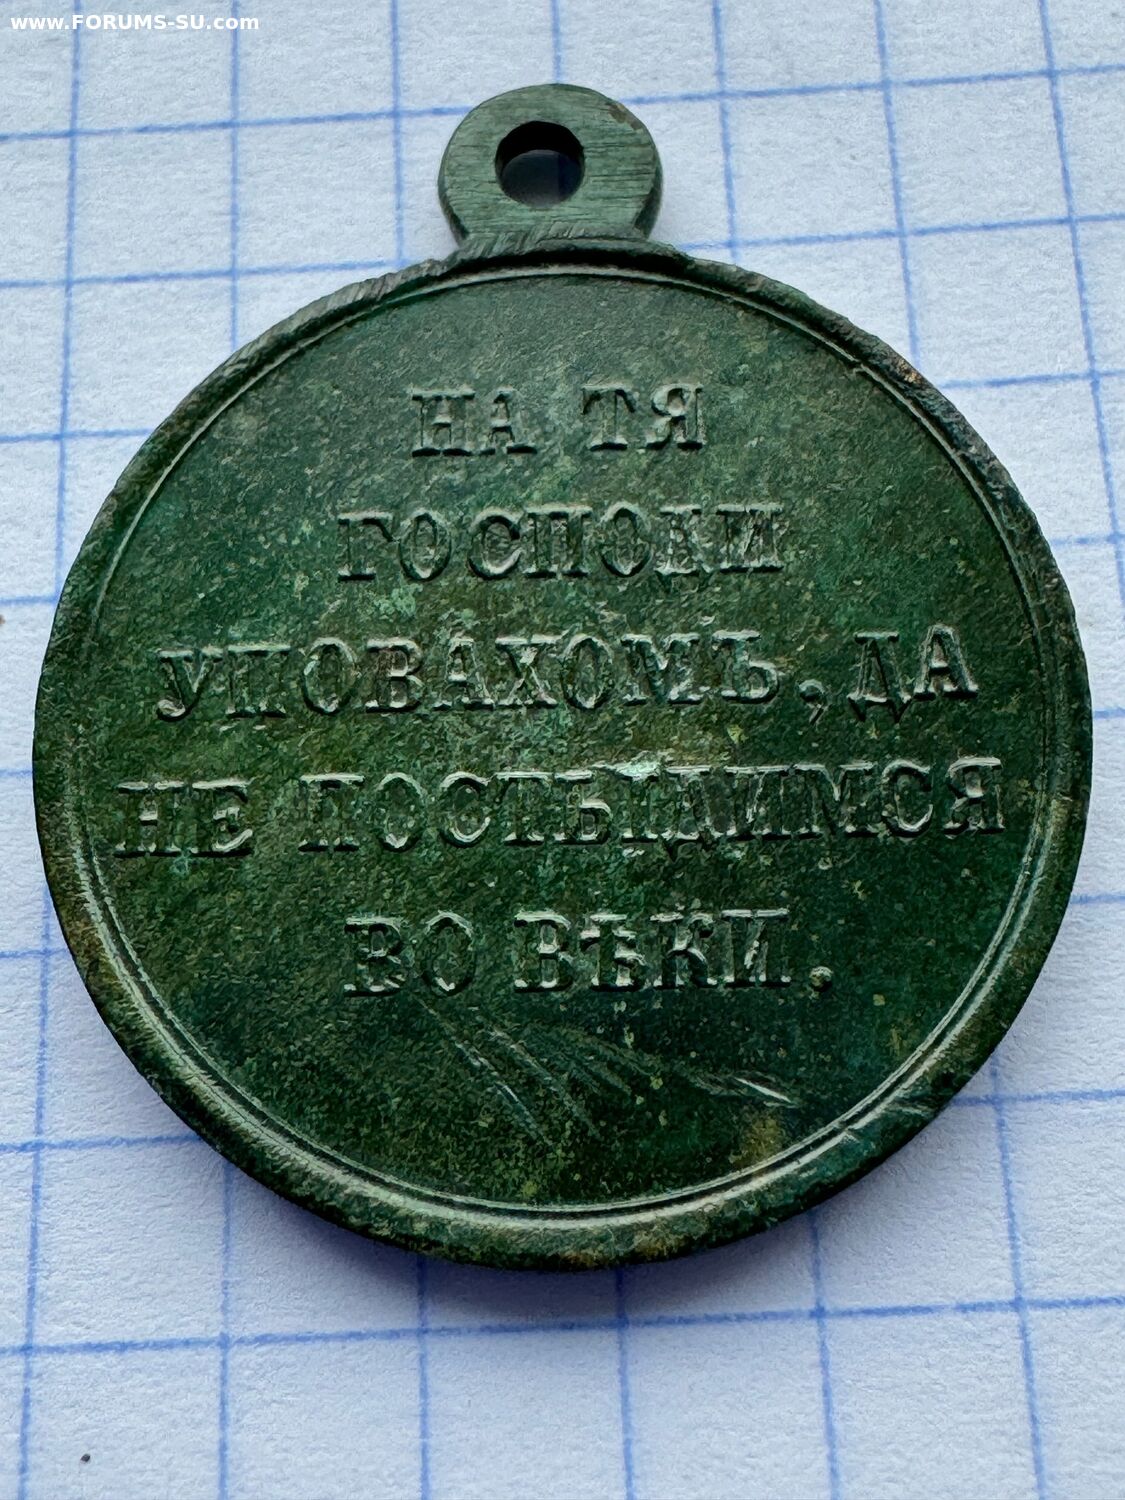 www.FORUMS-SU.com
НА ТЯ
ГОСПОДИ
УПОВАХОМЪ, ДА
НЕ ПОСТЫДИМСЯ
ВО ВѢКИ.